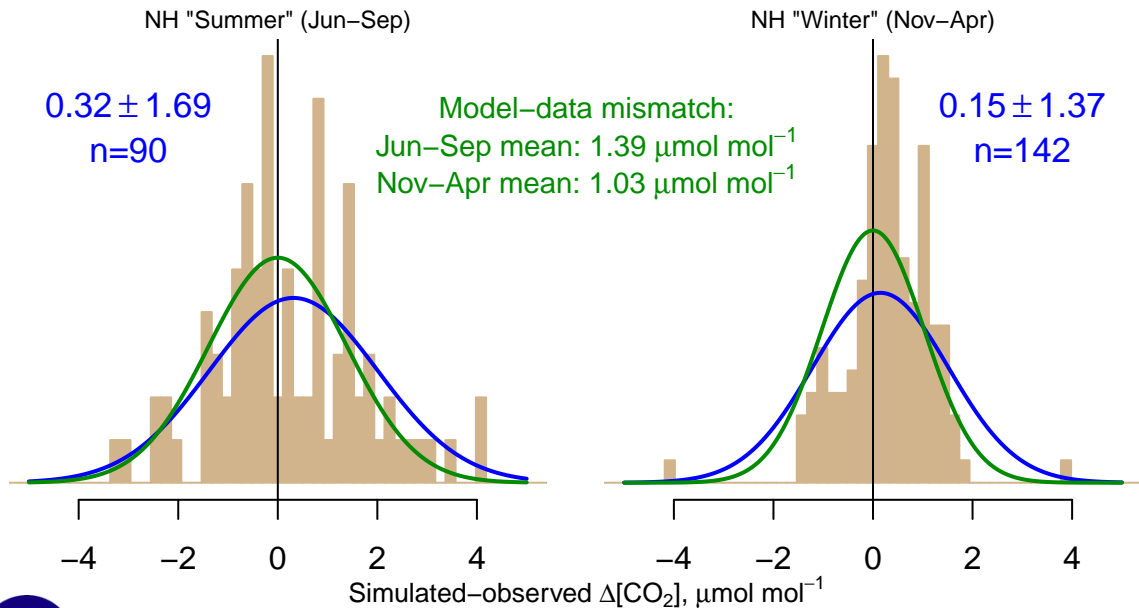 NH "Summer" (Jun−Sep)
NH "Winter" (Nov−Apr)
0.32 ± 1.69
n=90
Model−data mismatch:
Jun−Sep mean: 1.39 μmol mol⁻¹
Nov−Apr mean: 1.03 μmol mol⁻¹
0.15 ± 1.37
n=142
−4 −2 0 2 4
−4 −2 0 2 4
Simulated−observed Δ[CO₂], μmol mol⁻¹